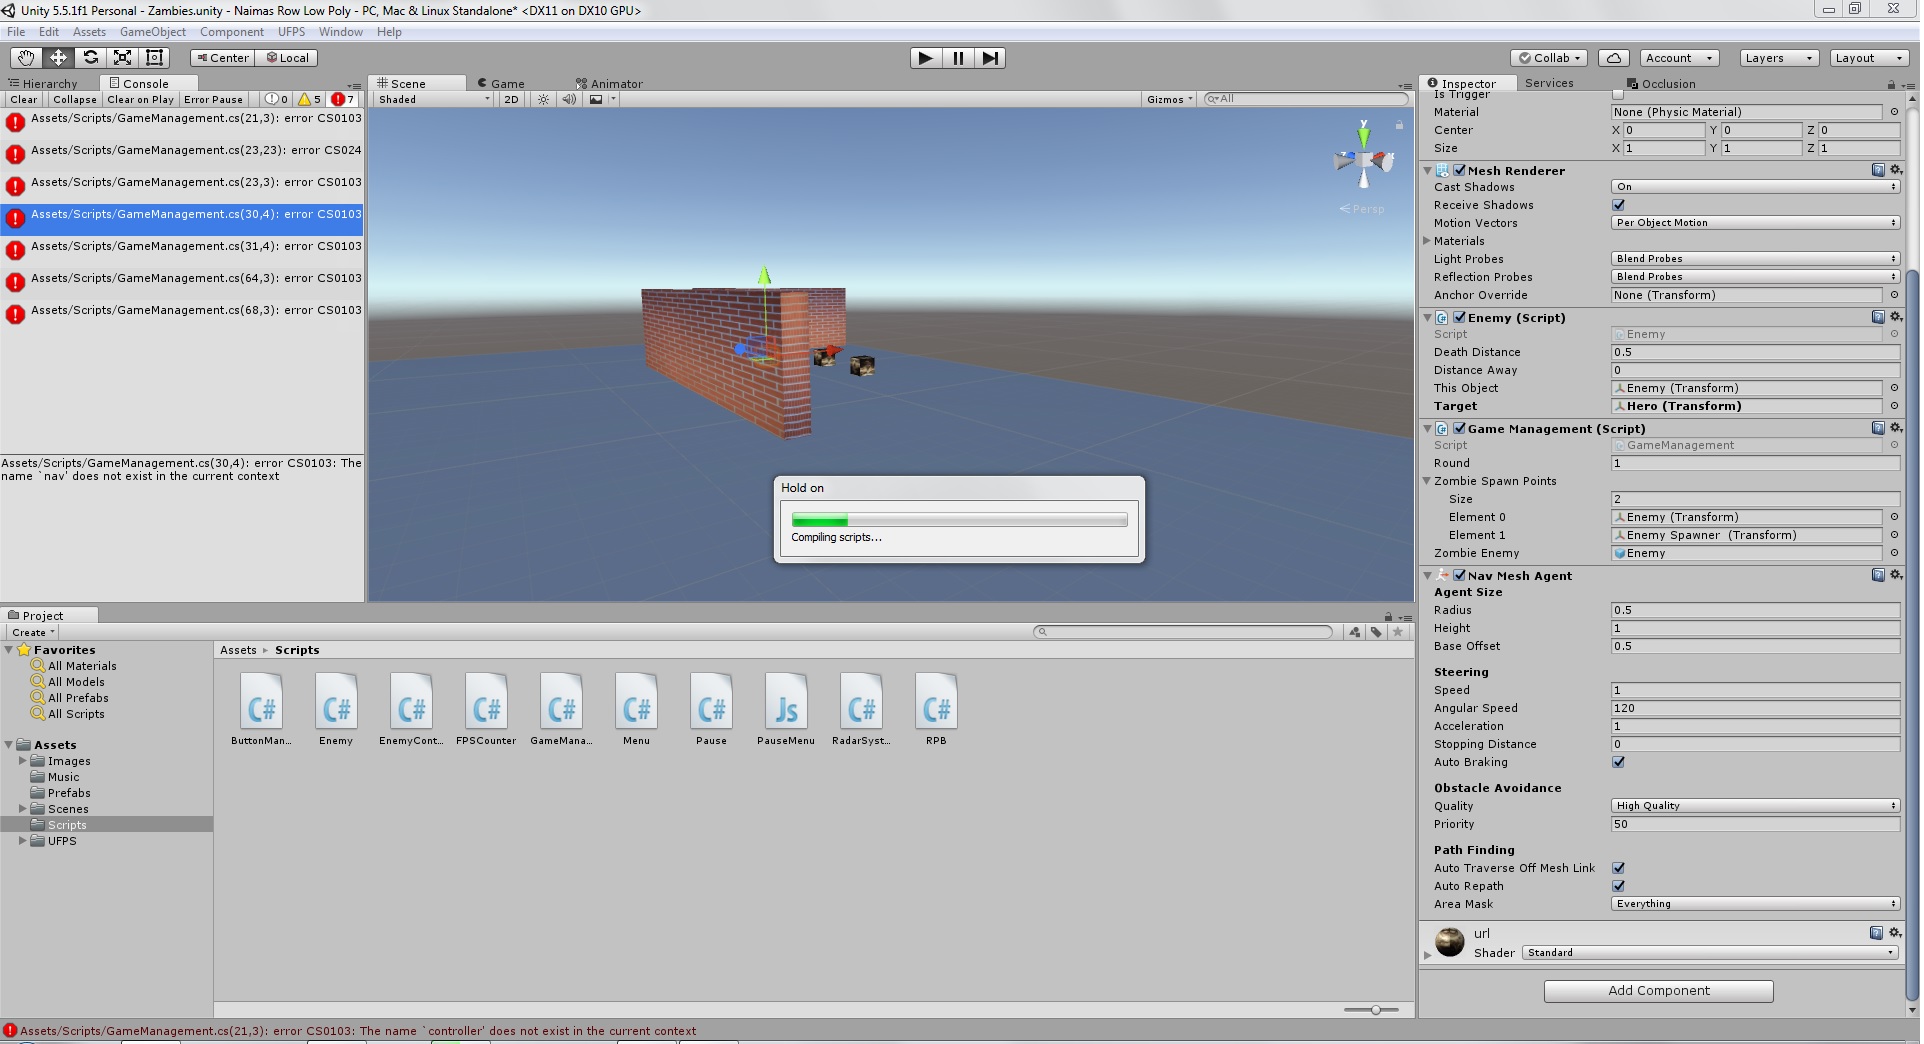 Unity 5.5.1f1 Personal - Zambies.unity - Naimas Row Low Poly - PC, Mac & Linux Standalone* <DX11 on DX10 GPU>
File Edit Assets GameObject Component UFPS Window Help
Center Local
Collab Account Layers Layout
Hierarchy Console
Clear Collapse Clear on Play Error Pause 0 5 7
Assets/Scripts/GameManagement.cs(21,3): error CS0103
Assets/Scripts/GameManagement.cs(23,23): error CS024
Assets/Scripts/GameManagement.cs(23,3): error CS0103
Assets/Scripts/GameManagement.cs(30,4): error CS0103
Assets/Scripts/GameManagement.cs(31,4): error CS0103
Assets/Scripts/GameManagement.cs(64,3): error CS0103
Assets/Scripts/GameManagement.cs(68,3): error CS0103
Assets/Scripts/GameManagement.cs(30,4): error CS0103: The
name `nav' does not exist in the current context
Scene Game Animator
Shaded 2D Gizmos All
y
x
Persp
Hold on
Compiling scripts...
Project
Create
Favorites
All Materials
All Models
All Prefabs
All Scripts
Assets
Images
Music
Prefabs
Scenes
Scripts
UFPS
Assets Scripts
ButtonMan... Enemy EnemyCont... FPSCounter GameMana... Menu Pause PauseMenu RadarSyst... RPB
Inspector Services Occlusion
Is Trigger
Material None (Physic Material)
Center X 0 Y 0 Z 0
Size X 1 Y 1 Z 1
Mesh Renderer
Cast Shadows On
Receive Shadows
Motion Vectors Per Object Motion
Materials
Light Probes Blend Probes
Reflection Probes Blend Probes
Anchor Override None (Transform)
Enemy (Script)
Script Enemy
Death Distance 0.5
Distance Away 0
This Object Enemy (Transform)
Target Hero (Transform)
Game Management (Script)
Script GameManagement
Round 1
Zombie Spawn Points
Size 2
Element 0 Enemy (Transform)
Element 1 Enemy Spawner (Transform)
Zombie Enemy Enemy
Nav Mesh Agent
Agent Size
Radius 0.5
Height 1
Base Offset 0.5
Steering
Speed 1
Angular Speed 120
Acceleration 1
Stopping Distance 0
Auto Braking
Obstacle Avoidance
Quality High Quality
Priority 50
Path Finding
Auto Traverse Off Mesh Link
Auto Repath
Area Mask Everything
url
Shader Standard
Add Component
Assets/Scripts/GameManagement.cs(21,3): error CS0103: The name `controller' does not exist in the current context